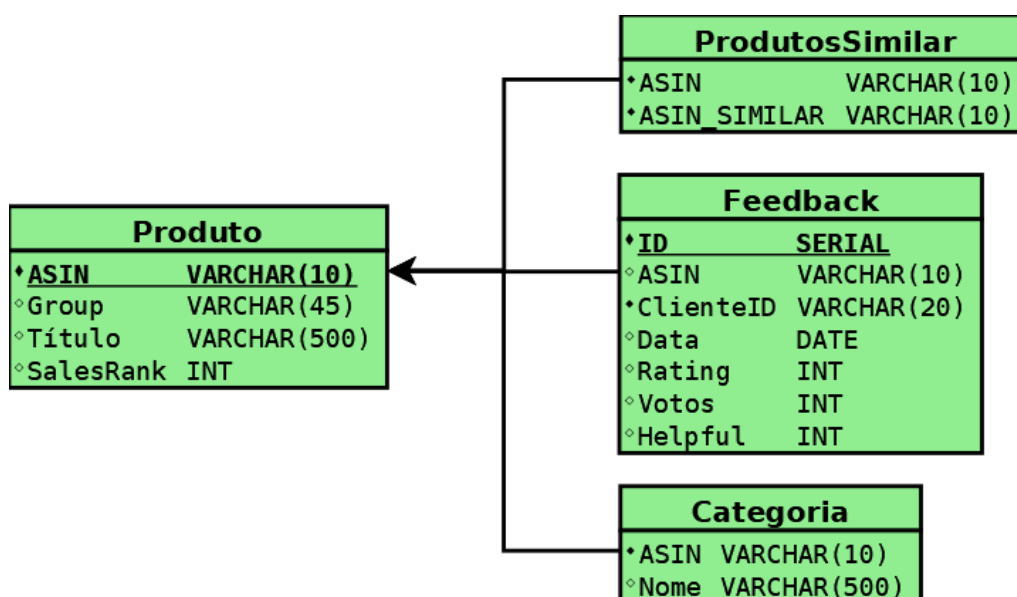 ProdutosSimilar
ASIN VARCHAR(10)
ASIN_SIMILAR VARCHAR(10)
Feedback
ID SERIAL
ASIN VARCHAR(10)
ClienteID VARCHAR(20)
Data DATE
Rating INT
Votos INT
Helpful INT
Produto
ASIN VARCHAR(10)
Group VARCHAR(45)
Título VARCHAR(500)
SalesRank INT
Categoria
ASIN VARCHAR(10)
Nome VARCHAR(500)